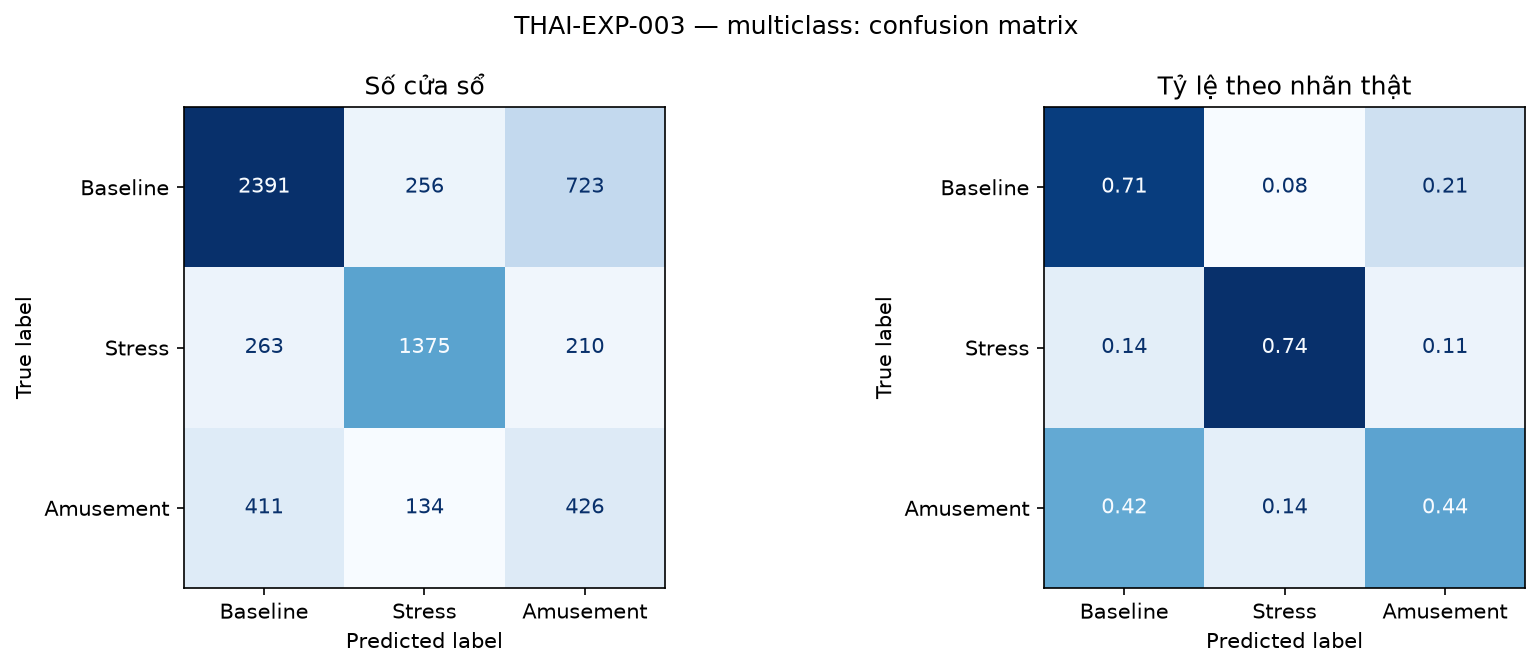 THAI-EXP-003 — multiclass: confusion matrix
Số cửa sổ
True label
Baseline
2391 256 723
Stress
263 1375 210
Amusement
411 134 426
Baseline Stress Amusement
Predicted label
Tỷ lệ theo nhãn thật
True label
Baseline
0.71 0.08 0.21
Stress
0.14 0.74 0.11
Amusement
0.42 0.14 0.44
Baseline Stress Amusement
Predicted label